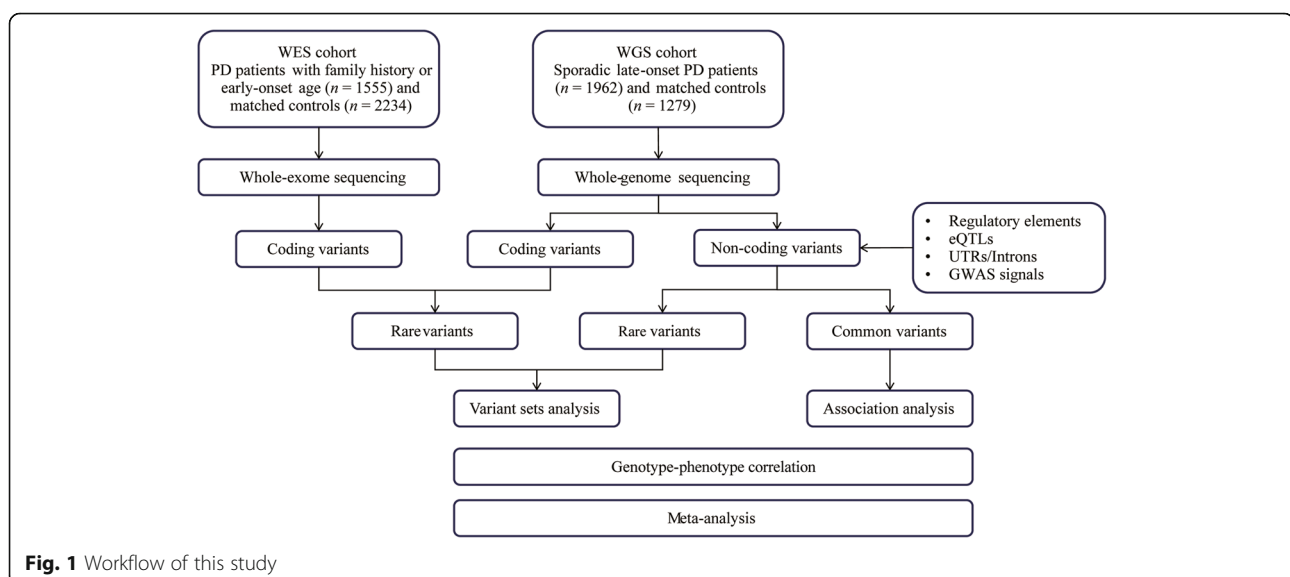 WES cohort
PD patients with family history or
early-onset age (n = 1555) and
matched controls (n = 2234)
WGS cohort
Sporadic late-onset PD patients
(n = 1962) and matched controls
(n = 1279)
Whole-exome sequencing
Whole-genome sequencing
Coding variants
Coding variants
Non-coding variants
• Regulatory elements
• eQTLs
• UTRs/Introns
• GWAS signals
Rare variants
Rare variants
Common variants
Variant sets analysis
Association analysis
Genotype-phenotype correlation
Meta-analysis
Fig. 1 Workflow of this study